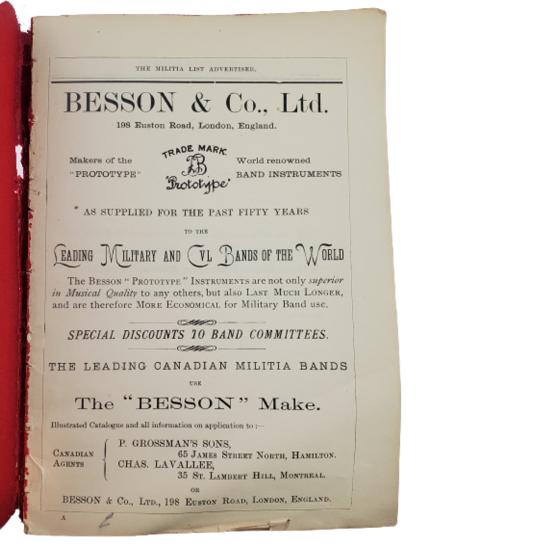 THE MILITIA LIST ADVERTISER.
BESSON & Co., Ltd.
198 Euston Road, London, England.
TRADE MARK
Makers of the World renowned
"PROTOTYPE" BAND INSTRUMENTS
Prototype
AS SUPPLIED FOR THE PAST FIFTY YEARS
TO THE
LEADING MILITARY AND CVL BANDS OF THE WORLD
The BESSON "PROTOTYPE" INSTRUMENTS are not only superior
in Musical Quality to any others, but also LAST MUCH LONGER,
and are therefore MORE ECONOMICAL for Military Band use.
SPECIAL DISCOUNTS TO BAND COMMITTEES.
THE LEADING CANADIAN MILITIA BANDS
USE
The "BESSON" Make.
Illustrated Catalogue and all information on application to :—
CANADIAN AGENTS
P. GROSSMAN'S SONS,
65 JAMES STREET NORTH, HAMILTON.
CHAS. LAVALLEE,
35 ST. LAMBERT HILL, MONTREAL.
OR
BESSON & Co., LTD., 198 EUSTON ROAD, LONDON, ENGLAND.
A